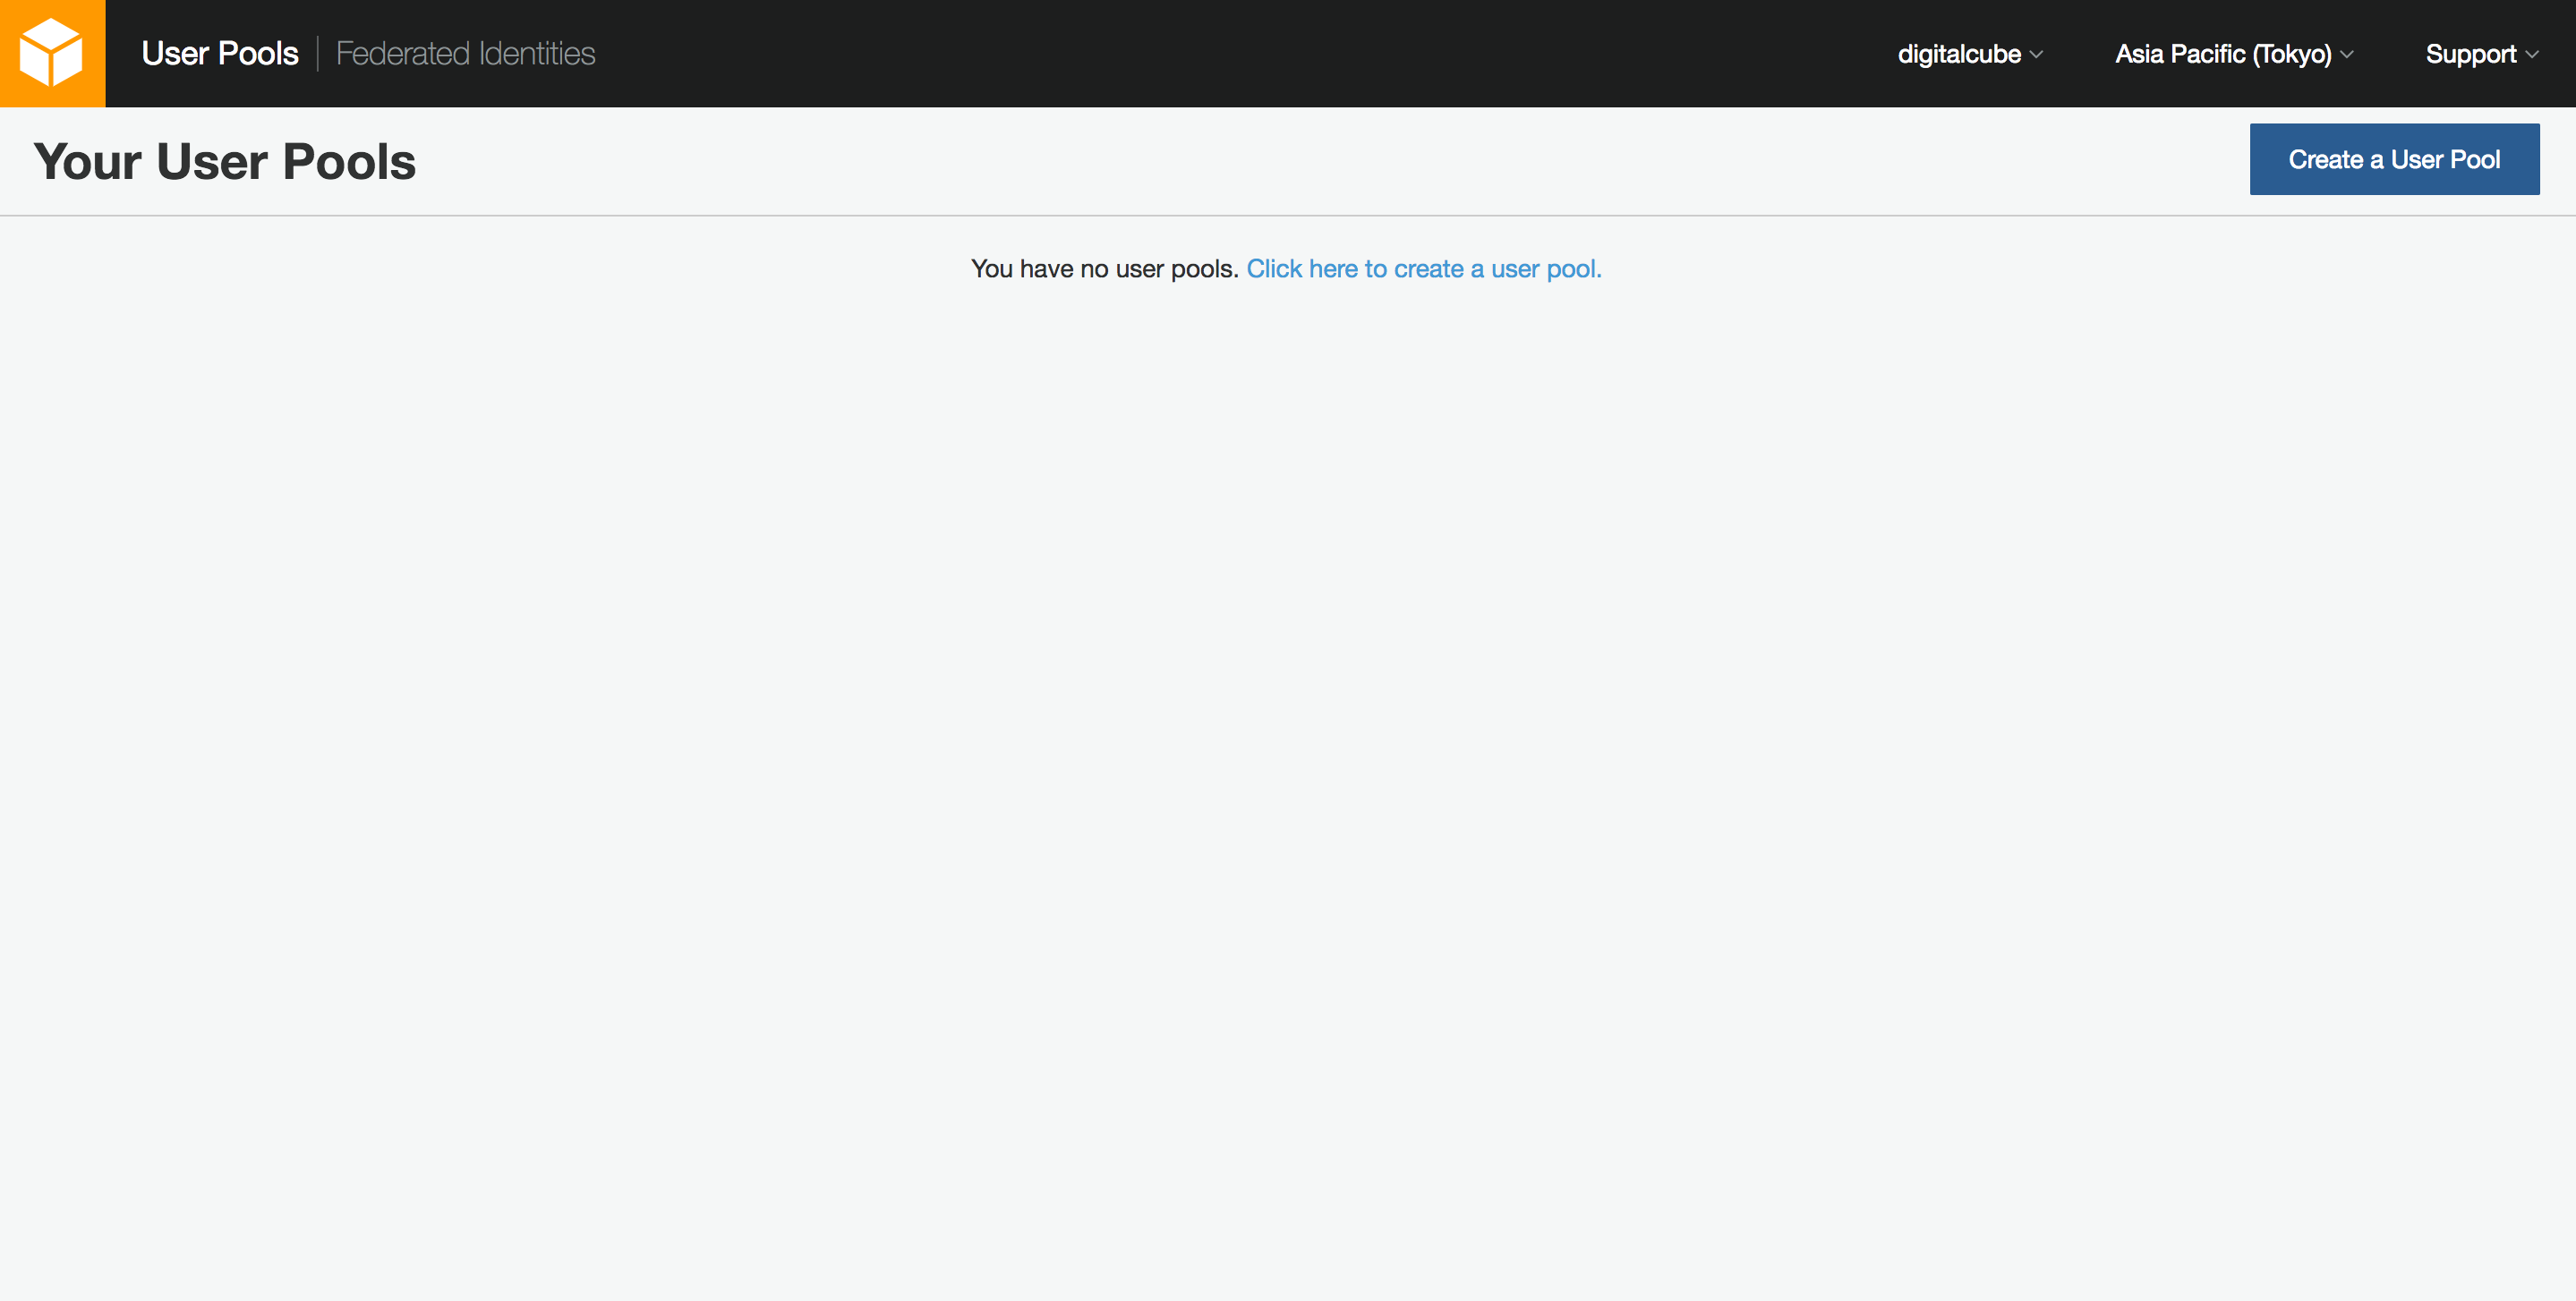 User Pools Federated Identities digitalcube Asia Pacific (Tokyo) Support
Your User Pools Create a User Pool
You have no user pools. Click here to create a user pool.